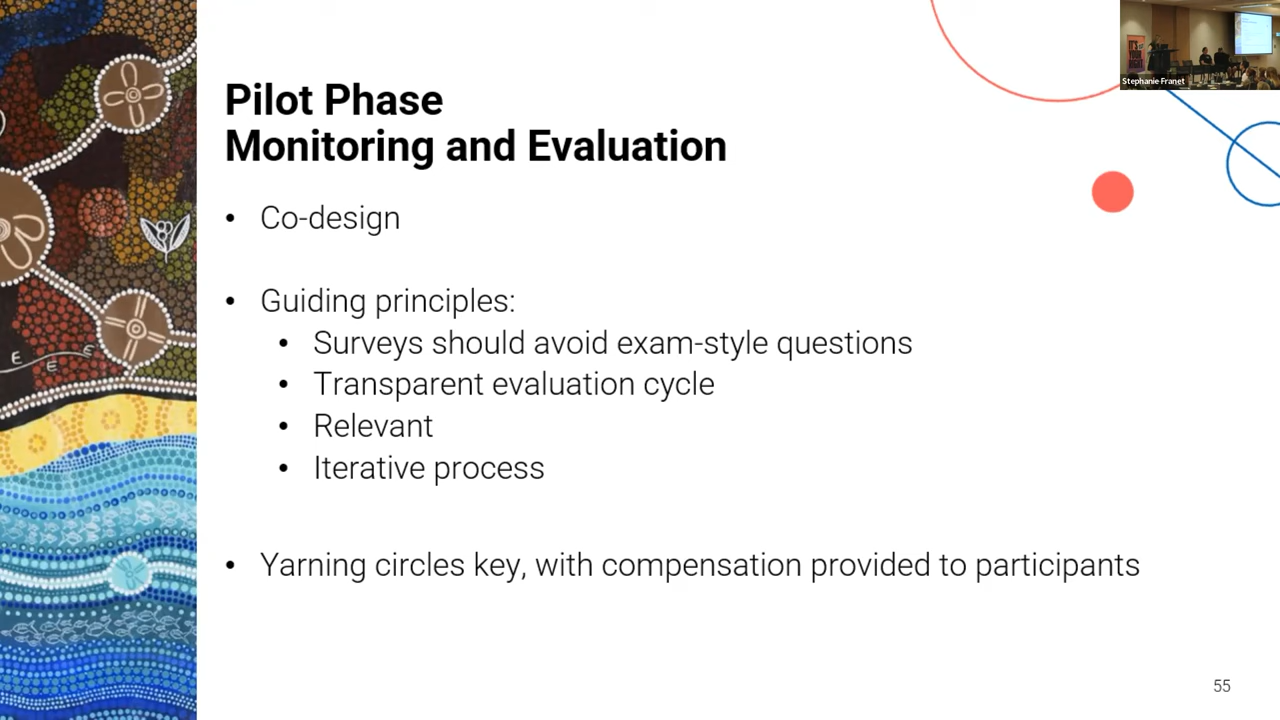 Stephanie Franet
Pilot Phase
Monitoring and Evaluation
• Co-design
• Guiding principles:
• Surveys should avoid exam-style questions
• Transparent evaluation cycle
• Relevant
• Iterative process
• Yarning circles key, with compensation provided to participants
55